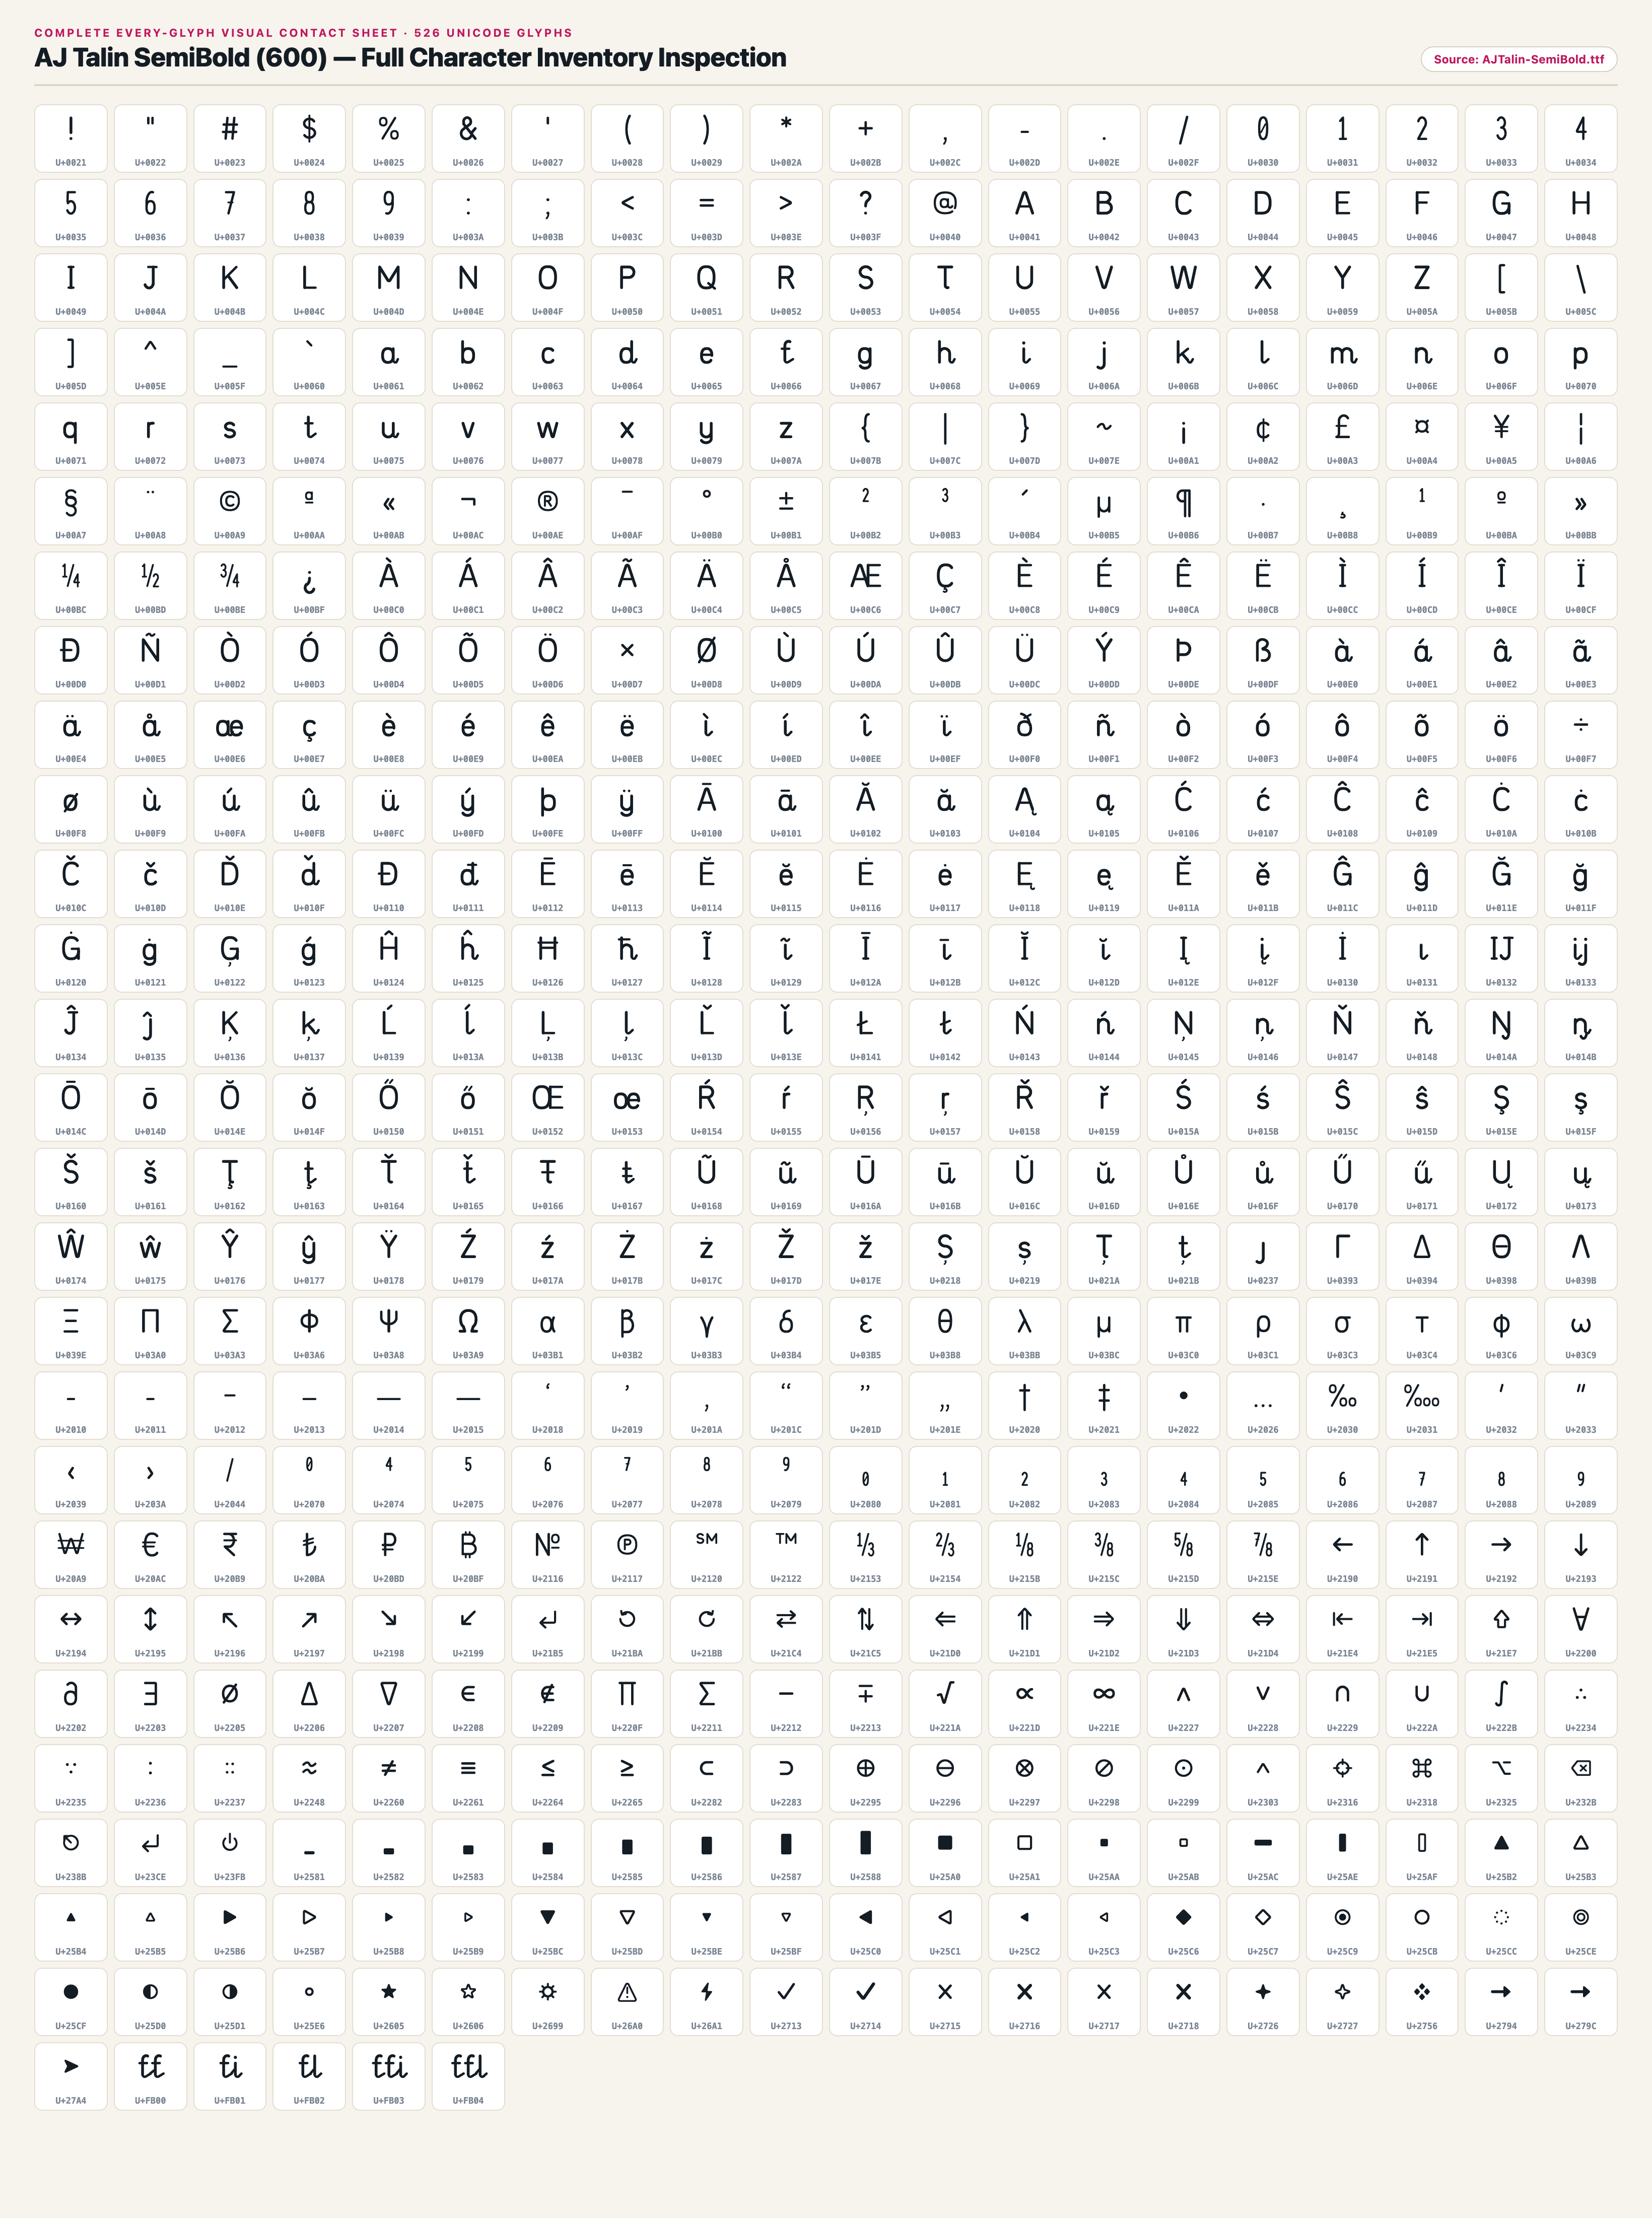 COMPLETE EVERY-GLYPH VISUAL CONTACT SHEET · 526 UNICODE GLYPHS
AJ Talin SemiBold (600) — Full Character Inventory Inspection
Source: AJTalin-SemiBold.ttf
! " # $ % & ' ( ) * + , - . / 0 1 2 3 4
U+0021 U+0022 U+0023 U+0024 U+0025 U+0026 U+0027 U+0028 U+0029 U+002A U+002B U+002C U+002D U+002E U+002F U+0030 U+0031 U+0032 U+0033 U+0034
5 6 7 8 9 : ; < = > ? @ A B C D E F G H
U+0035 U+0036 U+0037 U+0038 U+0039 U+003A U+003B U+003C U+003D U+003E U+003F U+0040 U+0041 U+0042 U+0043 U+0044 U+0045 U+0046 U+0047 U+0048
I J K L M N O P Q R S T U V W X Y Z [ \
U+0049 U+004A U+004B U+004C U+004D U+004E U+004F U+0050 U+0051 U+0052 U+0053 U+0054 U+0055 U+0056 U+0057 U+0058 U+0059 U+005A U+005B U+005C
] ^ _ ` a b c d e f g h i j k l m n o p
U+005D U+005E U+005F U+0060 U+0061 U+0062 U+0063 U+0064 U+0065 U+0066 U+0067 U+0068 U+0069 U+006A U+006B U+006C U+006D U+006E U+006F U+0070
q r s t u v w x y z { | } ~ ¡ ¢ £ ¤ ¥ ¦
U+0071 U+0072 U+0073 U+0074 U+0075 U+0076 U+0077 U+0078 U+0079 U+007A U+007B U+007C U+007D U+007E U+00A1 U+00A2 U+00A3 U+00A4 U+00A5 U+00A6
§ ¨ © ª « ¬ ® ¯ ° ± ² ³ ´ µ ¶ · ¸ ¹ º »
U+00A7 U+00A8 U+00A9 U+00AA U+00AB U+00AC U+00AE U+00AF U+00B0 U+00B1 U+00B2 U+00B3 U+00B4 U+00B5 U+00B6 U+00B7 U+00B8 U+00B9 U+00BA U+00BB
¼ ½ ¾ ¿ À Á Â Ã Ä Å Æ Ç È É Ê Ë Ì Í Î Ï
U+00BC U+00BD U+00BE U+00BF U+00C0 U+00C1 U+00C2 U+00C3 U+00C4 U+00C5 U+00C6 U+00C7 U+00C8 U+00C9 U+00CA U+00CB U+00CC U+00CD U+00CE U+00CF
Ð Ñ Ò Ó Ô Õ Ö × Ø Ù Ú Û Ü Ý Þ ß à á â ã
U+00D0 U+00D1 U+00D2 U+00D3 U+00D4 U+00D5 U+00D6 U+00D7 U+00D8 U+00D9 U+00DA U+00DB U+00DC U+00DD U+00DE U+00DF U+00E0 U+00E1 U+00E2 U+00E3
ä å æ ç è é ê ë ì í î ï ð ñ ò ó ô õ ö ÷
U+00E4 U+00E5 U+00E6 U+00E7 U+00E8 U+00E9 U+00EA U+00EB U+00EC U+00ED U+00EE U+00EF U+00F0 U+00F1 U+00F2 U+00F3 U+00F4 U+00F5 U+00F6 U+00F7
ø ù ú û ü ý þ ÿ Ā ā Ă ă Ą ą Ć ć Ĉ ĉ Ċ ċ
U+00F8 U+00F9 U+00FA U+00FB U+00FC U+00FD U+00FE U+00FF U+0100 U+0101 U+0102 U+0103 U+0104 U+0105 U+0106 U+0107 U+0108 U+0109 U+010A U+010B
Č č Ď ď Đ đ Ē ē Ĕ ĕ Ė ė Ę ę Ě ě Ĝ ĝ Ğ ğ
U+010C U+010D U+010E U+010F U+0110 U+0111 U+0112 U+0113 U+0114 U+0115 U+0116 U+0117 U+0118 U+0119 U+011A U+011B U+011C U+011D U+011E U+011F
Ġ ġ Ģ ģ Ĥ ĥ Ħ ħ Ĩ ĩ Ī ī Ĭ ĭ Į į İ ı Ĳ ĳ
U+0120 U+0121 U+0122 U+0123 U+0124 U+0125 U+0126 U+0127 U+0128 U+0129 U+012A U+012B U+012C U+012D U+012E U+012F U+0130 U+0131 U+0132 U+0133
Ĵ ĵ Ķ ķ Ĺ ĺ Ļ ļ Ľ ľ Ł ł Ń ń Ņ ņ Ň ň Ŋ ŋ
U+0134 U+0135 U+0136 U+0137 U+0139 U+013A U+013B U+013C U+013D U+013E U+0141 U+0142 U+0143 U+0144 U+0145 U+0146 U+0147 U+0148 U+014A U+014B
Ō ō Ŏ ŏ Ő ő Œ œ Ŕ ŕ Ŗ ŗ Ř ř Ś ś Ŝ ŝ Ş ş
U+014C U+014D U+014E U+014F U+0150 U+0151 U+0152 U+0153 U+0154 U+0155 U+0156 U+0157 U+0158 U+0159 U+015A U+015B U+015C U+015D U+015E U+015F
Š š Ţ ţ Ť ť Ŧ ŧ Ũ ũ Ū ū Ŭ ŭ Ů ů Ű ű Ų ų
U+0160 U+0161 U+0162 U+0163 U+0164 U+0165 U+0166 U+0167 U+0168 U+0169 U+016A U+016B U+016C U+016D U+016E U+016F U+0170 U+0171 U+0172 U+0173
Ŵ ŵ Ŷ ŷ Ÿ Ź ź Ż ż Ž ž Ș ș Ț ț ȷ Γ Δ Θ Λ
U+0174 U+0175 U+0176 U+0177 U+0178 U+0179 U+017A U+017B U+017C U+017D U+017E U+0218 U+0219 U+021A U+021B U+0237 U+0393 U+0394 U+0398 U+039B
Ξ Π Σ Φ Ψ Ω α β γ δ ε θ λ μ π ρ σ τ φ ω
U+039E U+03A0 U+03A3 U+03A6 U+03A8 U+03A9 U+03B1 U+03B2 U+03B3 U+03B4 U+03B5 U+03B8 U+03BB U+03BC U+03C0 U+03C1 U+03C3 U+03C4 U+03C6 U+03C9
‐ ‑ ‒ – — ― ‘ ’ ‚ “ ” „ † ‡ • … ‰ ‱ ′ ″
U+2010 U+2011 U+2012 U+2013 U+2014 U+2015 U+2018 U+2019 U+201A U+201C U+201D U+201E U+2020 U+2021 U+2022 U+2026 U+2030 U+2031 U+2032 U+2033
‹ › ⁄ ⁰ ⁴ ⁵ ⁶ ⁷ ⁸ ⁹ ₀ ₁ ₂ ₃ ₄ ₅ ₆ ₇ ₈ ₉
U+2039 U+203A U+2044 U+2070 U+2074 U+2075 U+2076 U+2077 U+2078 U+2079 U+2080 U+2081 U+2082 U+2083 U+2084 U+2085 U+2086 U+2087 U+2088 U+2089
₩ € ₹ ₺ ₽ ₿ № ℗ ℠ ™ ⅓ ⅔ ⅛ ⅜ ⅝ ⅞ ← ↑ → ↓
U+20A9 U+20AC U+20B9 U+20BA U+20BD U+20BF U+2116 U+2117 U+2120 U+2122 U+2153 U+2154 U+215B U+215C U+215D U+215E U+2190 U+2191 U+2192 U+2193
↔ ↕ ↖ ↗ ↘ ↙ ↵ ↺ ↻ ⇄ ⇅ ⇐ ⇑ ⇒ ⇓ ⇔ ⇤ ⇥ ⇧ ∀
U+2194 U+2195 U+2196 U+2197 U+2198 U+2199 U+21B5 U+21BA U+21BB U+21C4 U+21C5 U+21D0 U+21D1 U+21D2 U+21D3 U+21D4 U+21E4 U+21E5 U+21E7 U+2200
∂ ∃ ∅ ∆ ∇ ∈ ∉ ∏ ∑ − ∓ √ ∝ ∞ ∧ ∨ ∩ ∪ ∫ ∴
U+2202 U+2203 U+2205 U+2206 U+2207 U+2208 U+2209 U+220F U+2211 U+2212 U+2213 U+221A U+221D U+221E U+2227 U+2228 U+2229 U+222A U+222B U+2234
∵ ∶ ∷ ≈ ≠ ≡ ≤ ≥ ⊂ ⊃ ⊕ ⊖ ⊗ ⊘ ⊙ ⌃ ⌖ ⌘ ⌥ ⌫
U+2235 U+2236 U+2237 U+2248 U+2260 U+2261 U+2264 U+2265 U+2282 U+2283 U+2295 U+2296 U+2297 U+2298 U+2299 U+2303 U+2316 U+2318 U+2325 U+232B
⎋ ⏎ ⏻ ▁ ▂ ▃ ▄ ▅ ▆ ▇ █ ■ □ ▪ ▫ ▬ ▮ ▯ ▲ △
U+238B U+23CE U+23FB U+2581 U+2582 U+2583 U+2584 U+2585 U+2586 U+2587 U+2588 U+25A0 U+25A1 U+25AA U+25AB U+25AC U+25AE U+25AF U+25B2 U+25B3
▴ ▵ ▶ ▷ ▸ ▹ ▼ ▽ ▾ ▿ ◀ ◁ ◂ ◃ ◆ ◇ ◉ ○ ◌ ◎
U+25B4 U+25B5 U+25B6 U+25B7 U+25B8 U+25B9 U+25BC U+25BD U+25BE U+25BF U+25C0 U+25C1 U+25C2 U+25C3 U+25C6 U+25C7 U+25C9 U+25CB U+25CC U+25CE
● ◐ ◑ ◦ ★ ☆ ⚙ ⚠ ⚡ ✓ ✔ ✕ ✖ ✗ ✘ ✦ ✧ ❖ ➔ ➜
U+25CF U+25D0 U+25D1 U+25E6 U+2605 U+2606 U+2699 U+26A0 U+26A1 U+2713 U+2714 U+2715 U+2716 U+2717 U+2718 U+2726 U+2727 U+2756 U+2794 U+279C
➤ ff fi fl ffi ffl
U+27A4 U+FB00 U+FB01 U+FB02 U+FB03 U+FB04